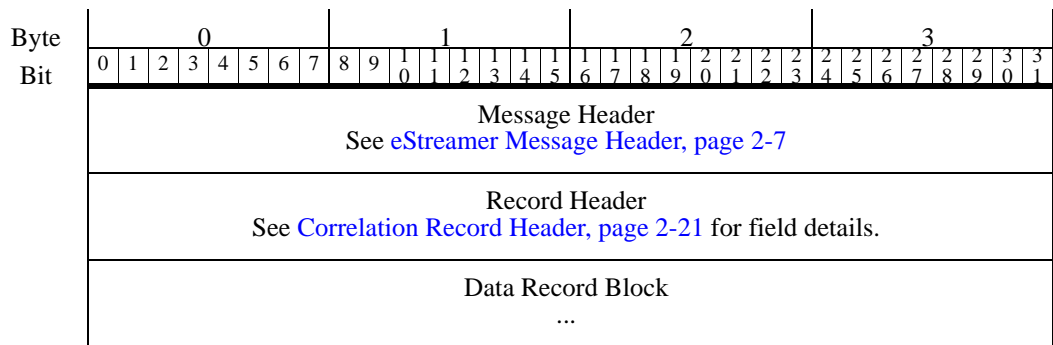 Byte 0 1 2 3
Bit 0 1 2 3 4 5 6 7 8 9 10 11 12 13 14 15 16 17 18 19 20 21 22 23 24 25 26 27 28 29 30 31
Message Header
See eStreamer Message Header, page 2-7
Record Header
See Correlation Record Header, page 2-21 for field details.
Data Record Block
...